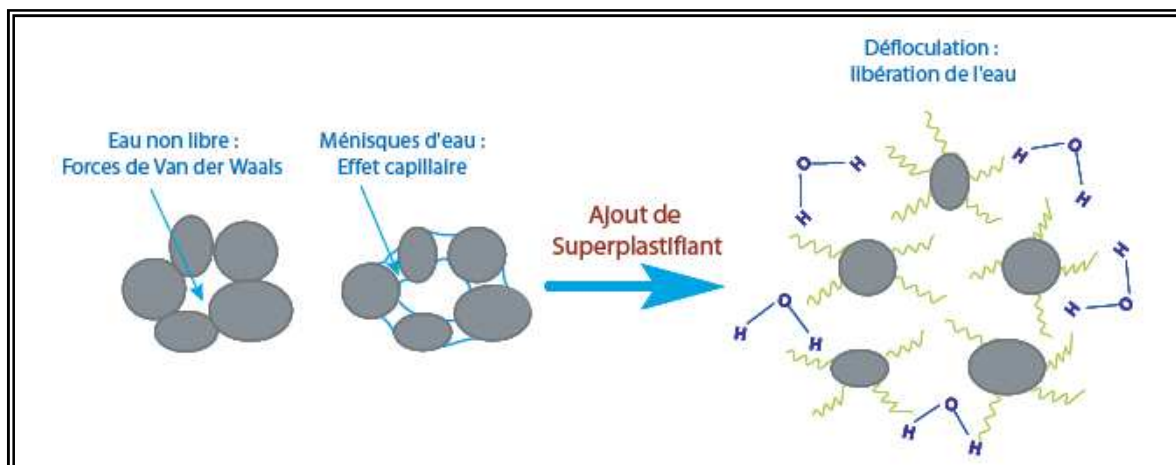 Défloculation :
libération de l'eau
Eau non libre :
Forces de Van der Waals
Ménisques d'eau :
Effet capillaire
Ajout de
Superplastifiant
H
O
H
H
O
H
H
O
H
H
O
H
H
O
H